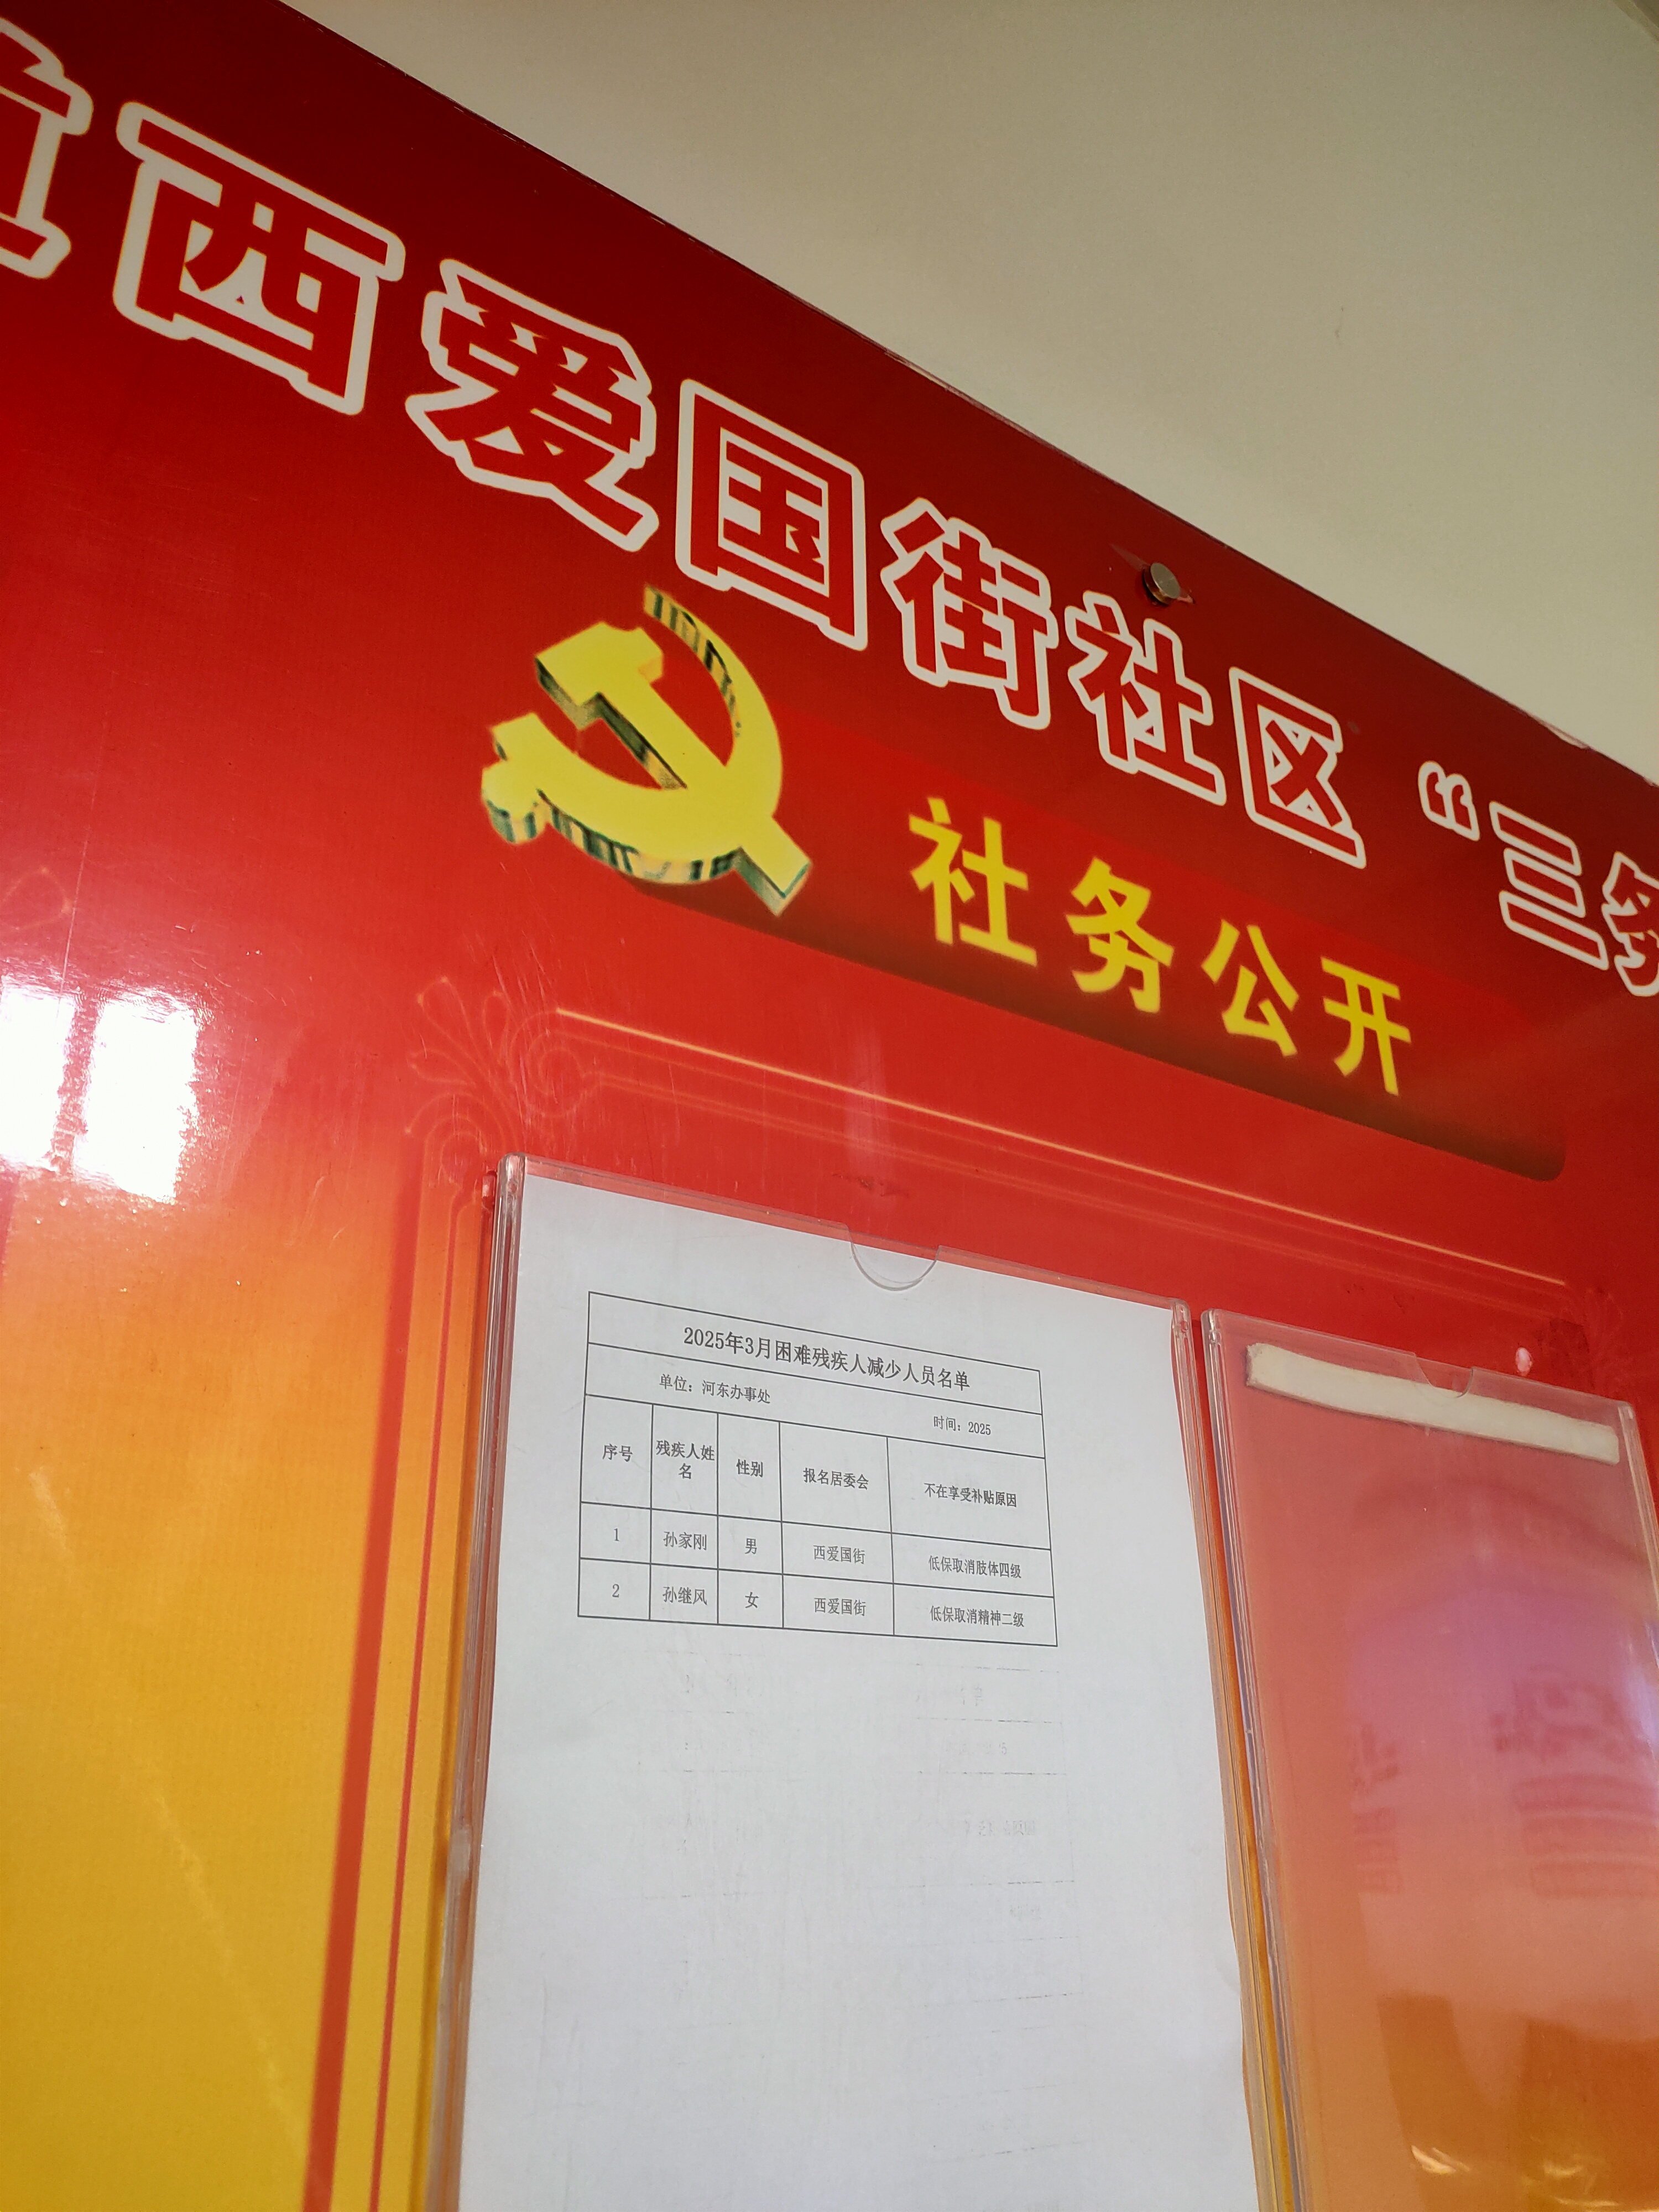 西爱国街社区“三务
社务公开
2025年3月困难残疾人减少人员名单
单位：河东办事处 时间：2025
序号 残疾人姓名 性别 报名居委会 不在享受补贴原因
1 孙家刚 男 西爱国街 低保取消肢体四级
2 孙继风 女 西爱国街 低保取消精神二级